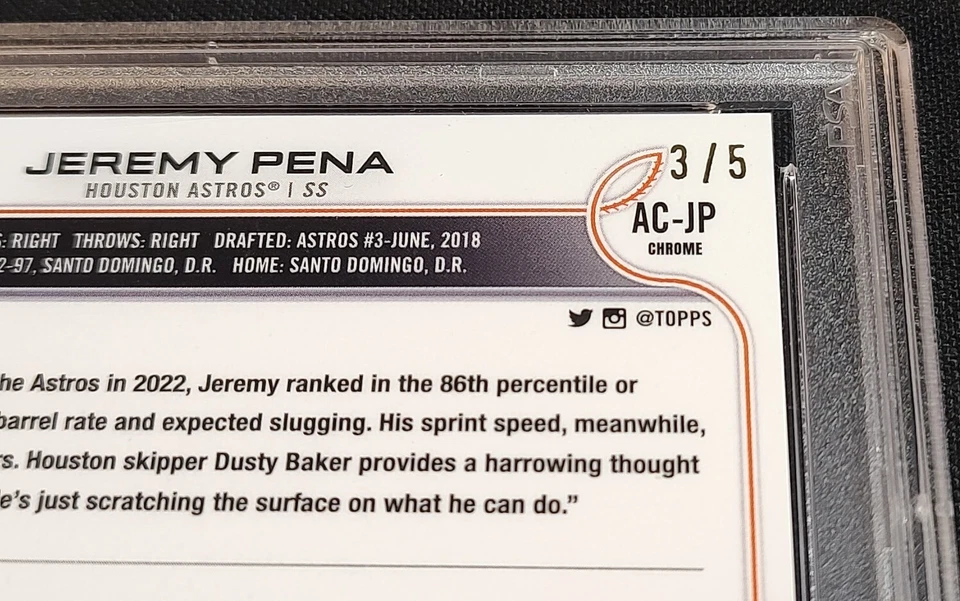 PSA
JEREMY PENA
HOUSTON ASTROS® | SS
3 / 5
AC-JP
CHROME
: RIGHT THROWS: RIGHT DRAFTED: ASTROS #3-JUNE, 2018
2-97, SANTO DOMINGO, D.R. HOME: SANTO DOMINGO, D.R.
@TOPPS
he Astros in 2022, Jeremy ranked in the 86th percentile or
barrel rate and expected slugging. His sprint speed, meanwhile,
rs. Houston skipper Dusty Baker provides a harrowing thought
e's just scratching the surface on what he can do."